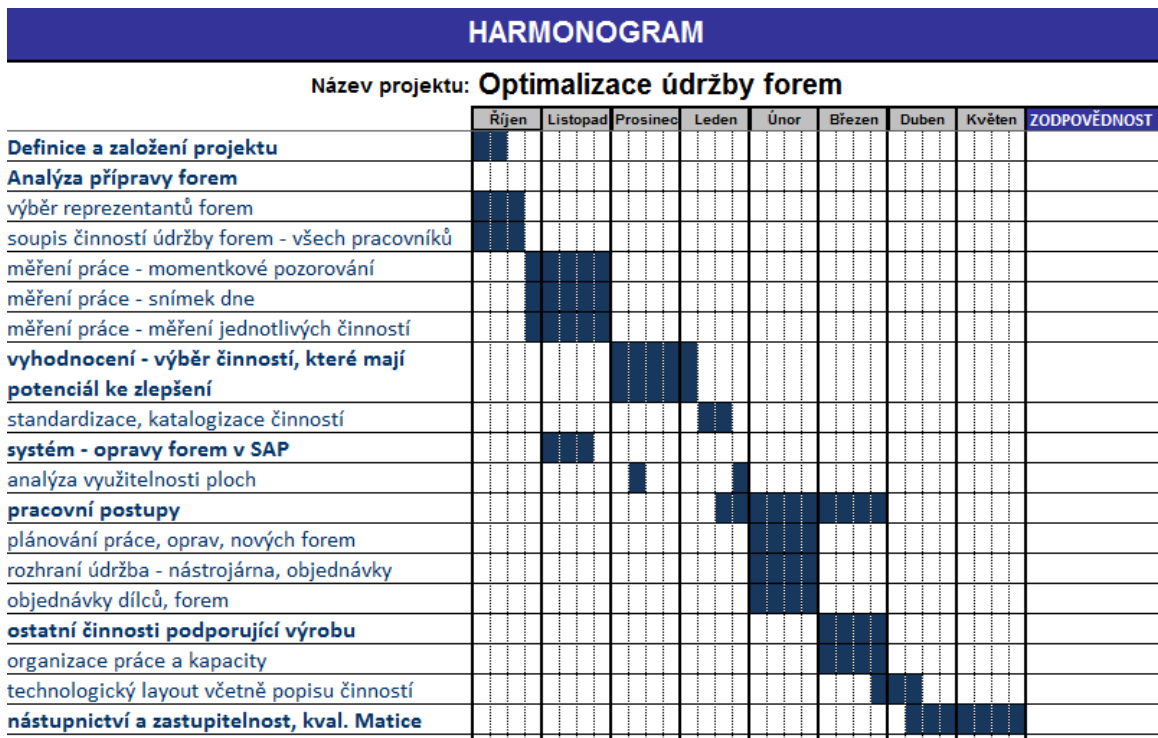 HARMONOGRAM
Název projektu: Optimalizace údržby forem
Říjen Listopad Prosinec Leden Únor Březen Duben Květen ZODPOVĚDNOST
Definice a založení projektu
Analýza přípravy forem
výběr reprezentantů forem
soupis činností údržby forem - všech pracovníků
měření práce - momentkové pozorování
měření práce - snímek dne
měření práce - měření jednotlivých činností
vyhodnocení - výběr činností, které mají
potenciál ke zlepšení
standardizace, katalogizace činností
systém - opravy forem v SAP
analýza využitelnosti ploch
pracovní postupy
plánování práce, oprav, nových forem
rozhraní údržba - nástrojárna, objednávky
objednávky dílců, forem
ostatní činnosti podporující výrobu
organizace práce a kapacity
technologický layout včetně popisu činností
nástupnictví a zastupitelnost, kval. Matice